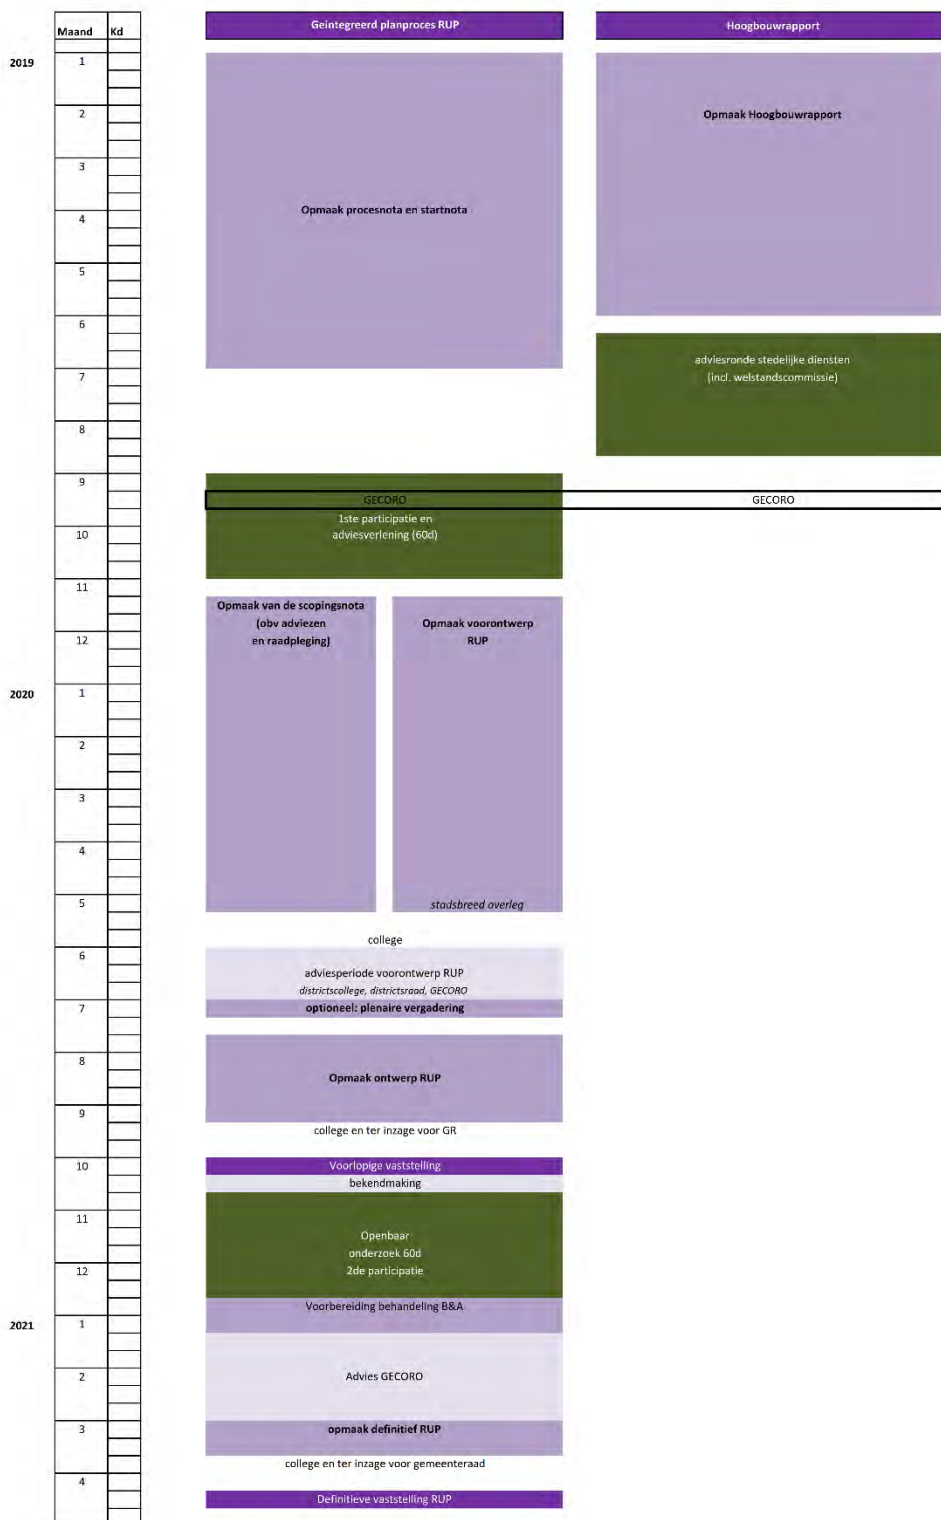 Maand Kd
Geintegreerd planproces RUP
Hoogbouwrapport
2019
1
2
Opmaak Hoogbouwrapport
3
Opmaak procesnota en startnota
4
5
6
adviesronde stedelijke diensten
(incl. welstandscommissie)
7
8
9
GECORO
GECORO
1ste participatie en
adviesverlening (60d)
10
11
Opmaak van de scopingsnota
(obv adviezen
en raadpleging)
Opmaak voorontwerp
RUP
12
2020
1
2
3
4
5
stadsbreed overleg
college
6
adviesperiode voorontwerp RUP
districtscollege, districtsraad, GECORO
7
optioneel: plenaire vergadering
8
Opmaak ontwerp RUP
9
college en ter inzage voor GR
10
Voorlopige vaststelling
bekendmaking
11
Openbaar
onderzoek 60d
2de participatie
12
Voorbereiding behandeling B&A
2021
1
2
Advies GECORO
3
opmaak definitief RUP
college en ter inzage voor gemeenteraad
4
Definitieve vaststelling RUP